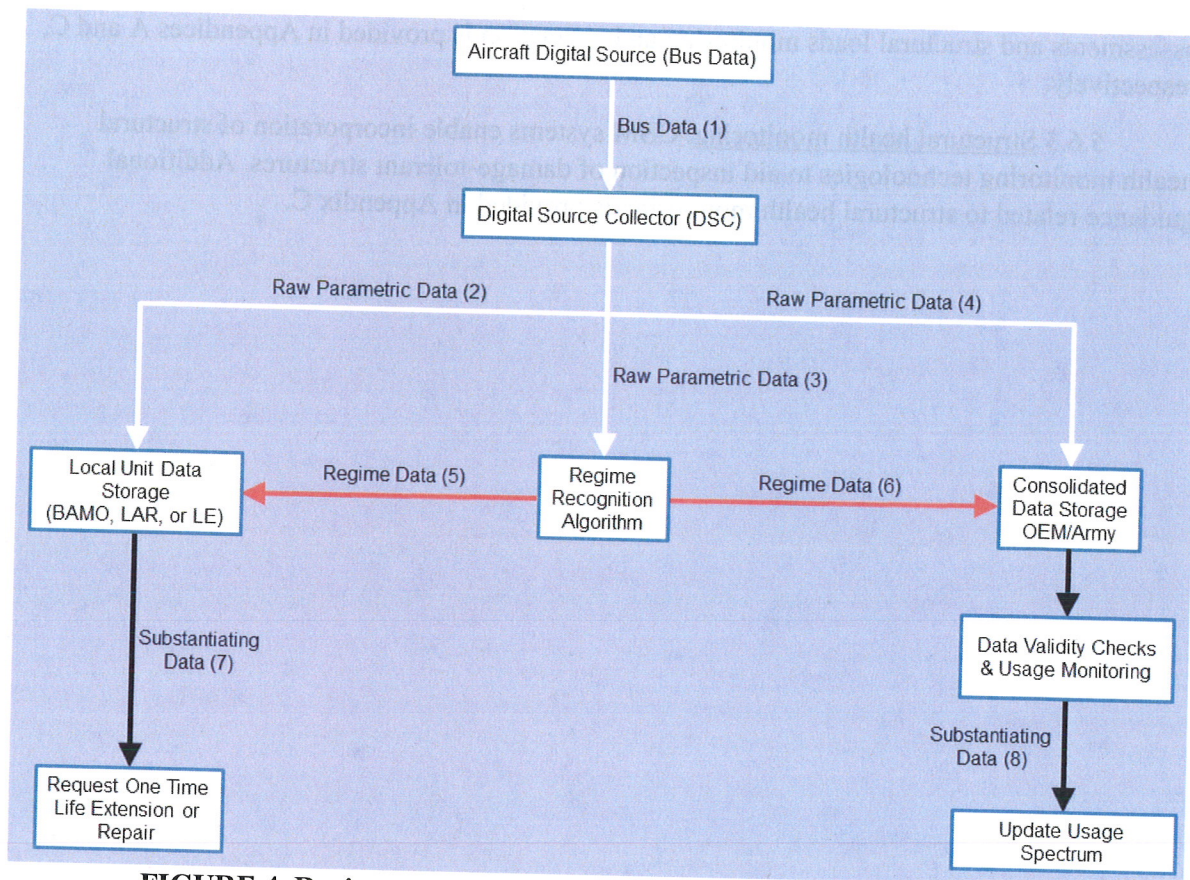 Aircraft Digital Source (Bus Data)
Bus Data (1)
Digital Source Collector (DSC)
Raw Parametric Data (2)
Raw Parametric Data (4)
Raw Parametric Data (3)
Local Unit Data
Storage
(BAMO, LAR, or LE)
Regime Data (5)
Regime
Recognition
Algorithm
Regime Data (6)
Consolidated
Data Storage
OEM/Army
Substantiating
Data (7)
Data Validity Checks
& Usage Monitoring
Substantiating
Data (8)
Request One Time
Life Extension or
Repair
Update Usage
Spectrum
FIGURE 4.